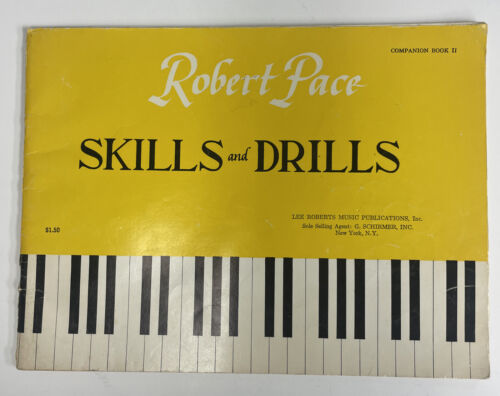 COMPANION BOOK II
Robert Pace
SKILLS and DRILLS
LEE ROBERTS MUSIC PUBLICATIONS, Inc.
Sole Selling Agent: G. SCHIRMER, INC.
New York, N.Y.
$1.50